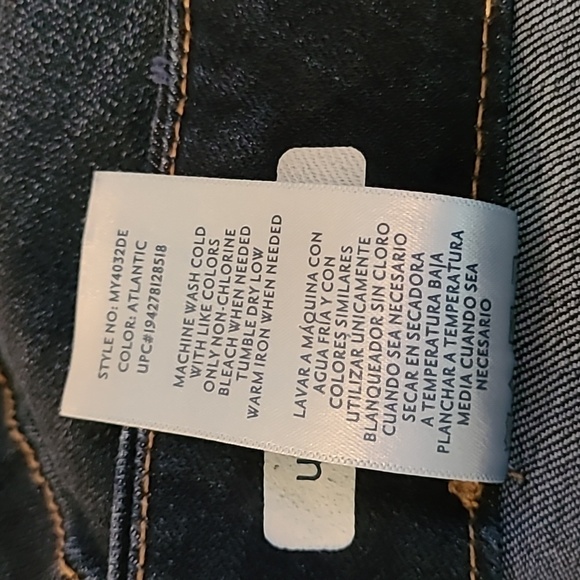 STYLE NO: MY4032DE
COLOR: ATLANTIC
UPC#194278128518
MACHINE WASH COLD
WITH LIKE COLORS
ONLY NON-CHLORINE
BLEACH WHEN NEEDED
TUMBLE DRY LOW
WARM IRON WHEN NEEDED
LAVAR A MÁQUINA CON
AGUA FRÍA Y CON
COLORES SIMILARES
UTILIZAR UNICAMENTE
BLANQUEADOR SIN CLORO
CUANDO SEA NECESARIO
SECAR EN SECADORA
A TEMPERATURA BAJA
PLANCHAR A TEMPERATURA
MEDIA CUANDO SEA
NECESARIO